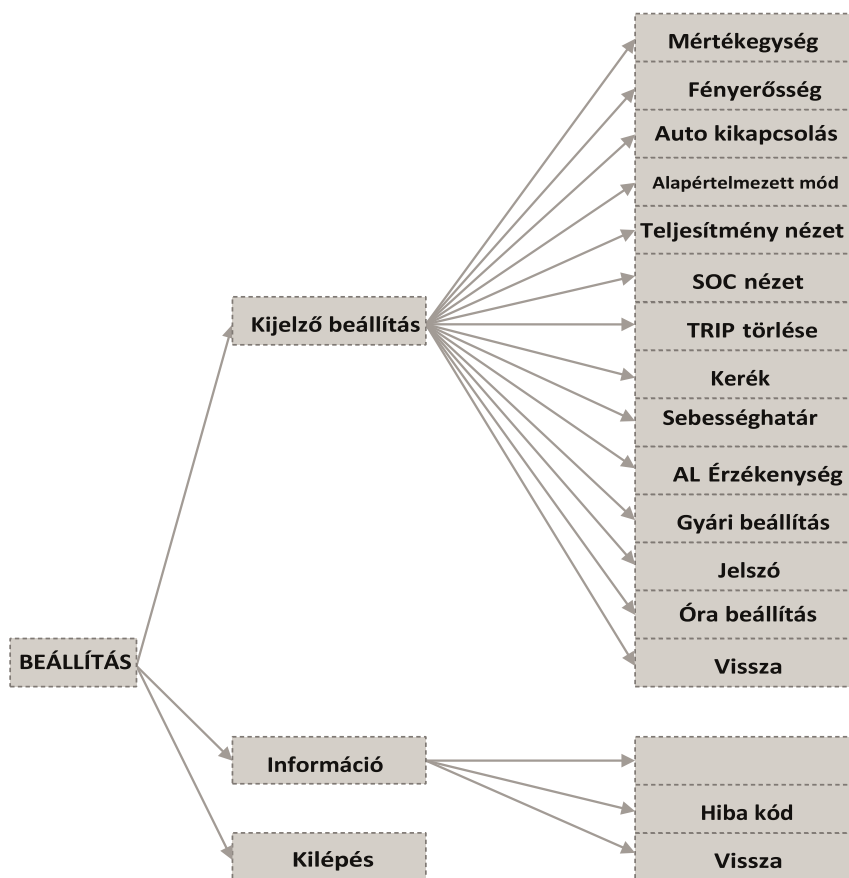 Mértékegység
Fényerősség
Auto kikapcsolás
Alapértelmezett mód
Teljesítmény nézet
SOC nézet
Kijelző beállítás
TRIP törlése
Kerék
Sebességhatár
AL Érzékenység
Gyári beállítás
Jelszó
Óra beállítás
BEÁLLÍTÁS
Vissza
Információ
Hiba kód
Kilépés
Vissza